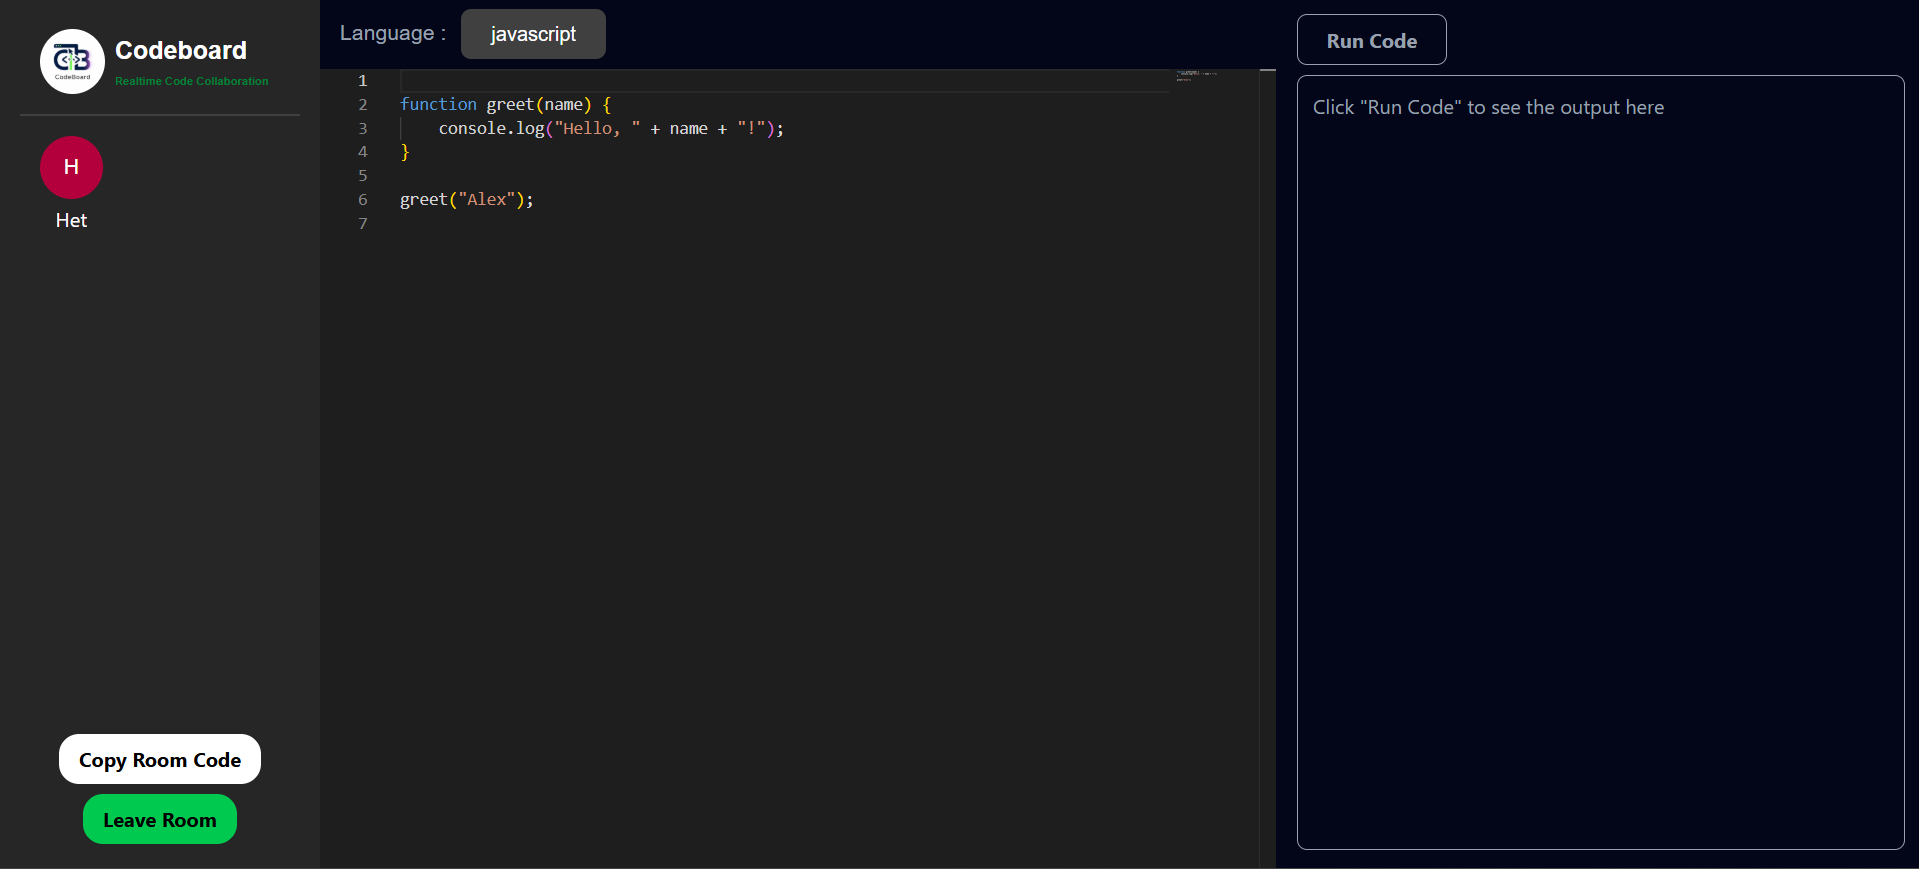 CodeBoard
Codeboard
Realtime Code Collaboration
H
Het
Copy Room Code
Leave Room
Language :
javascript
1
2 function greet(name) {
3     console.log("Hello, " + name + "!");
4 }
5
6 greet("Alex");
7
Run Code
Click "Run Code" to see the output here